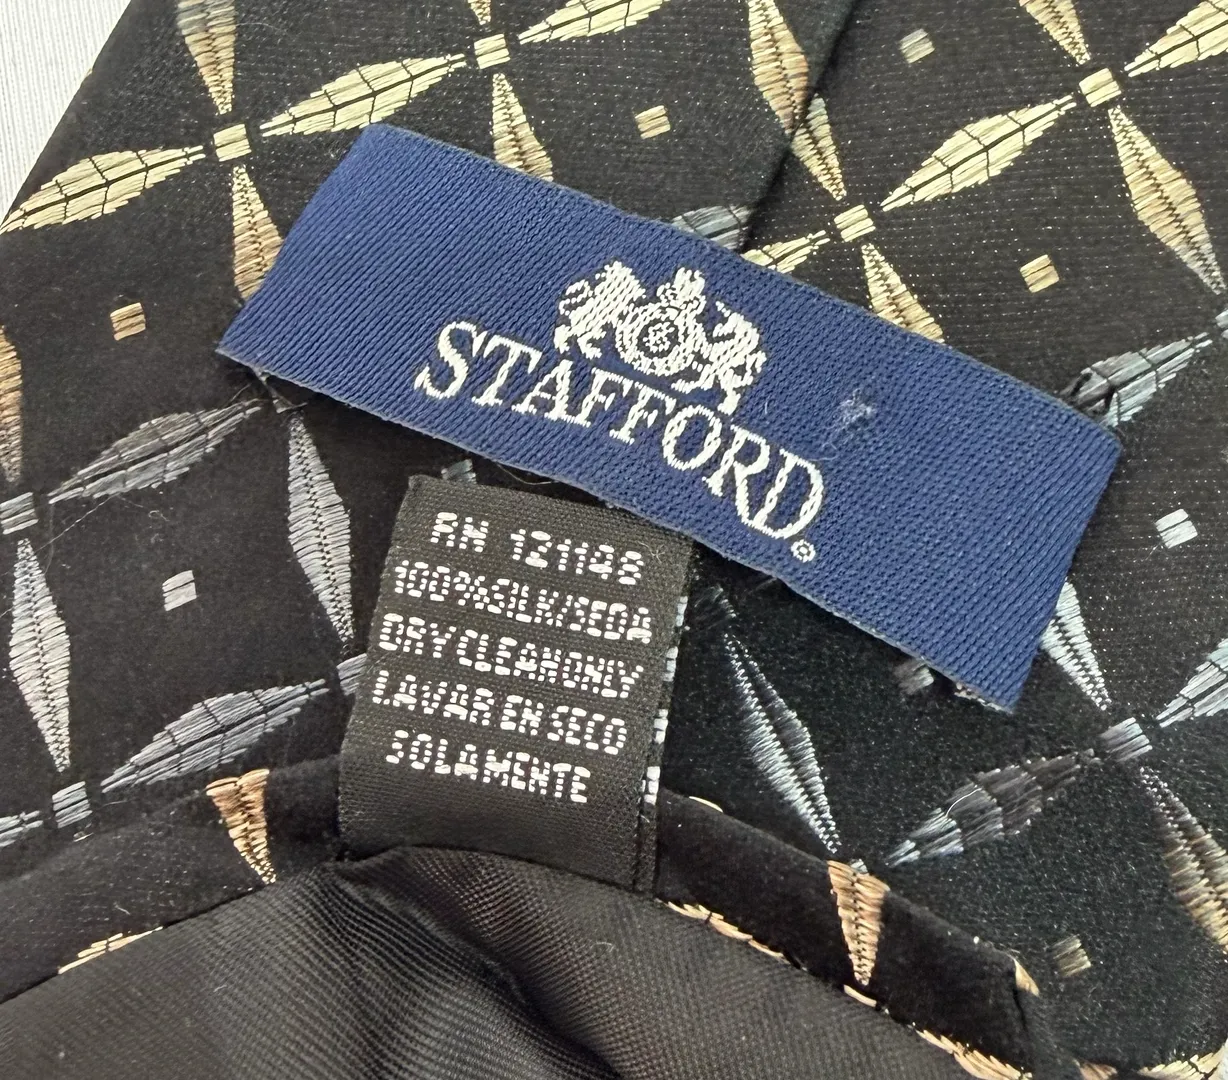 STAFFORD®
RN 121148
100%SILK/SEDA
DRY CLEAN ONLY
LAVAR EN SECO
SOLAMENTE